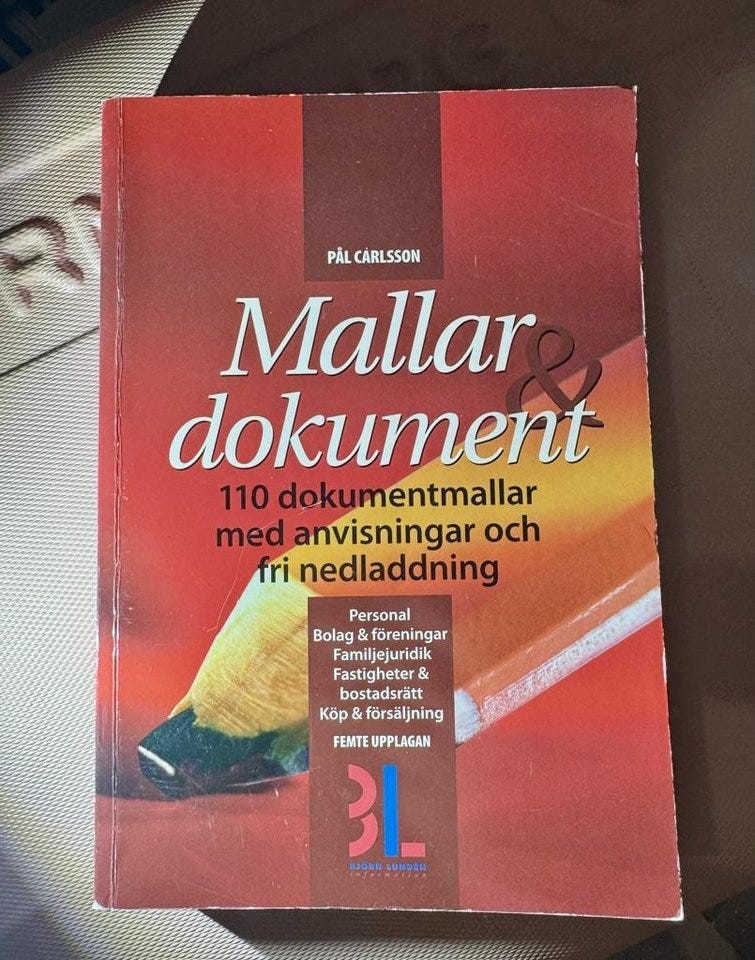 PÅL CARLSSON
Mallar
& dokument
110 dokumentmallar
med anvisningar och
fri nedladdning
Personal
Bolag & föreningar
Familjejuridik
Fastigheter &
bostadsrätt
Köp & försäljning
FEMTE UPPLAGAN
BL
BJÖRN LUNDÉN
information